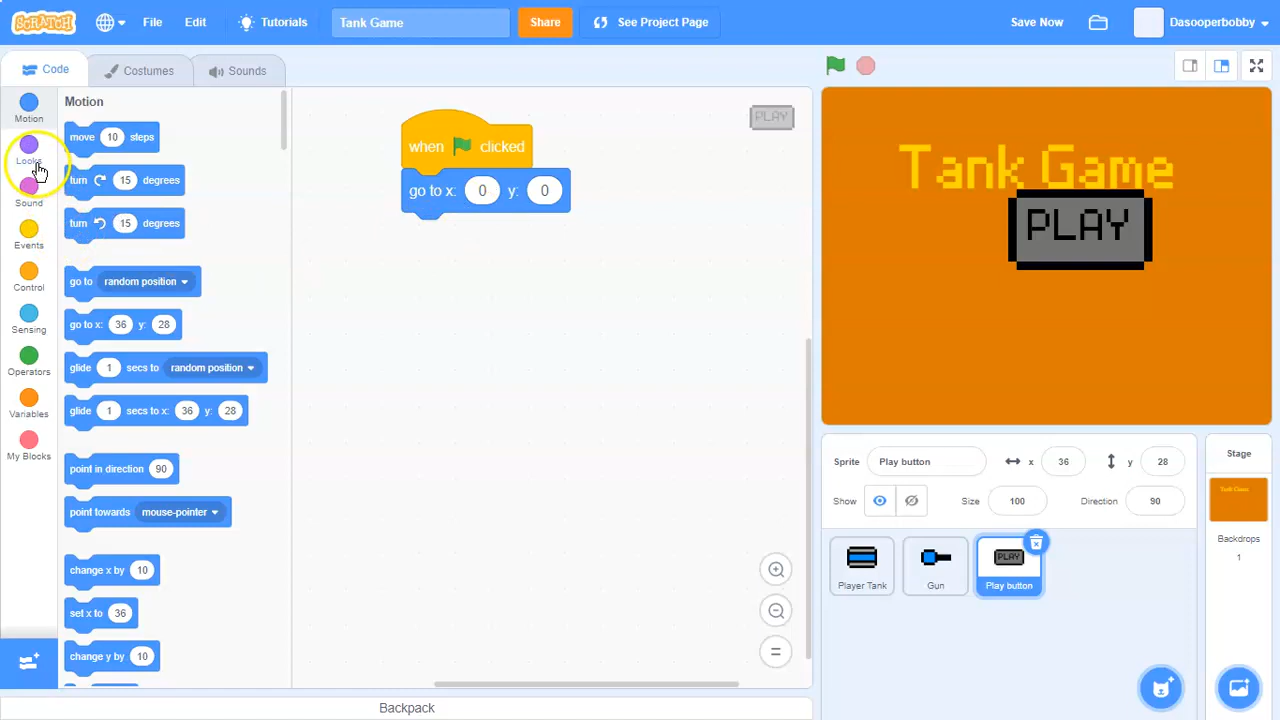 SCRATCH File Edit Tutorials Tank Game Share See Project Page Save Now Dasooperbobby
Code Costumes Sounds
Motion
Looks
Sound
Events
Control
Sensing
Operators
Variables
My Blocks
Motion
move 10 steps
turn 15 degrees
turn 15 degrees
go to random position
go to x: 36 y: 28
glide 1 secs to random position
glide 1 secs to x: 36 y: 28
point in direction 90
point towards mouse-pointer
change x by 10
set x to 36
change y by 10
when clicked
go to x: 0 y: 0
PLAY
Tank Game
PLAY
Sprite Play button x 36 y 28
Show Size 100 Direction 90
PLAY
Player Tank Gun Play button
Stage
Tank Game
Backdrops
1
Backpack